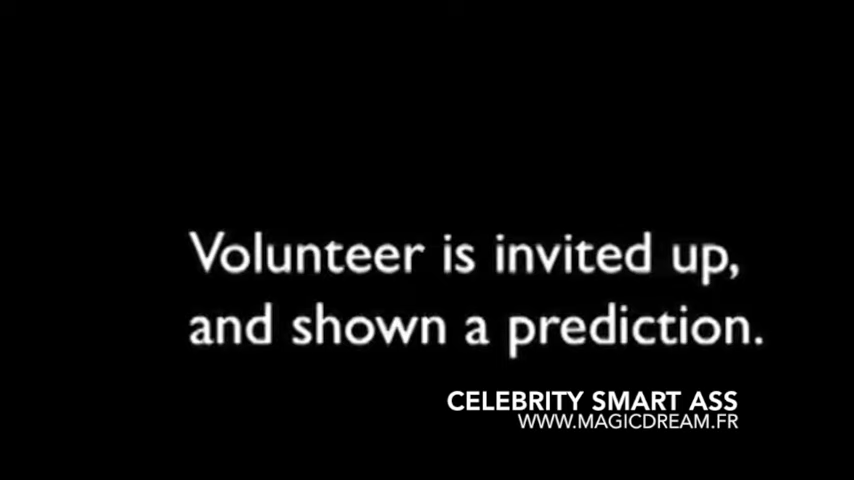 Volunteer is invited up,
and shown a prediction.
CELEBRITY SMART ASS
WWW.MAGICDREAM.FR